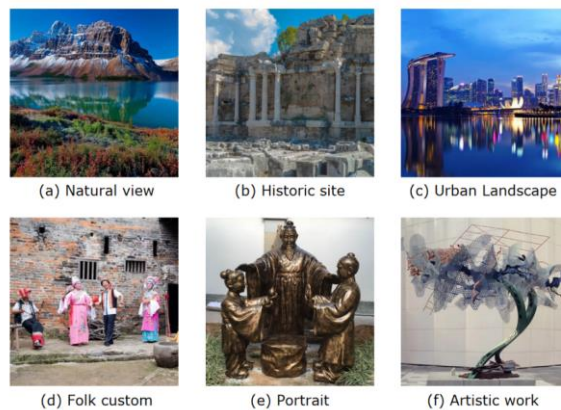 (a) Natural view
(b) Historic site
(c) Urban Landscape
(d) Folk custom
(e) Portrait
(f) Artistic work